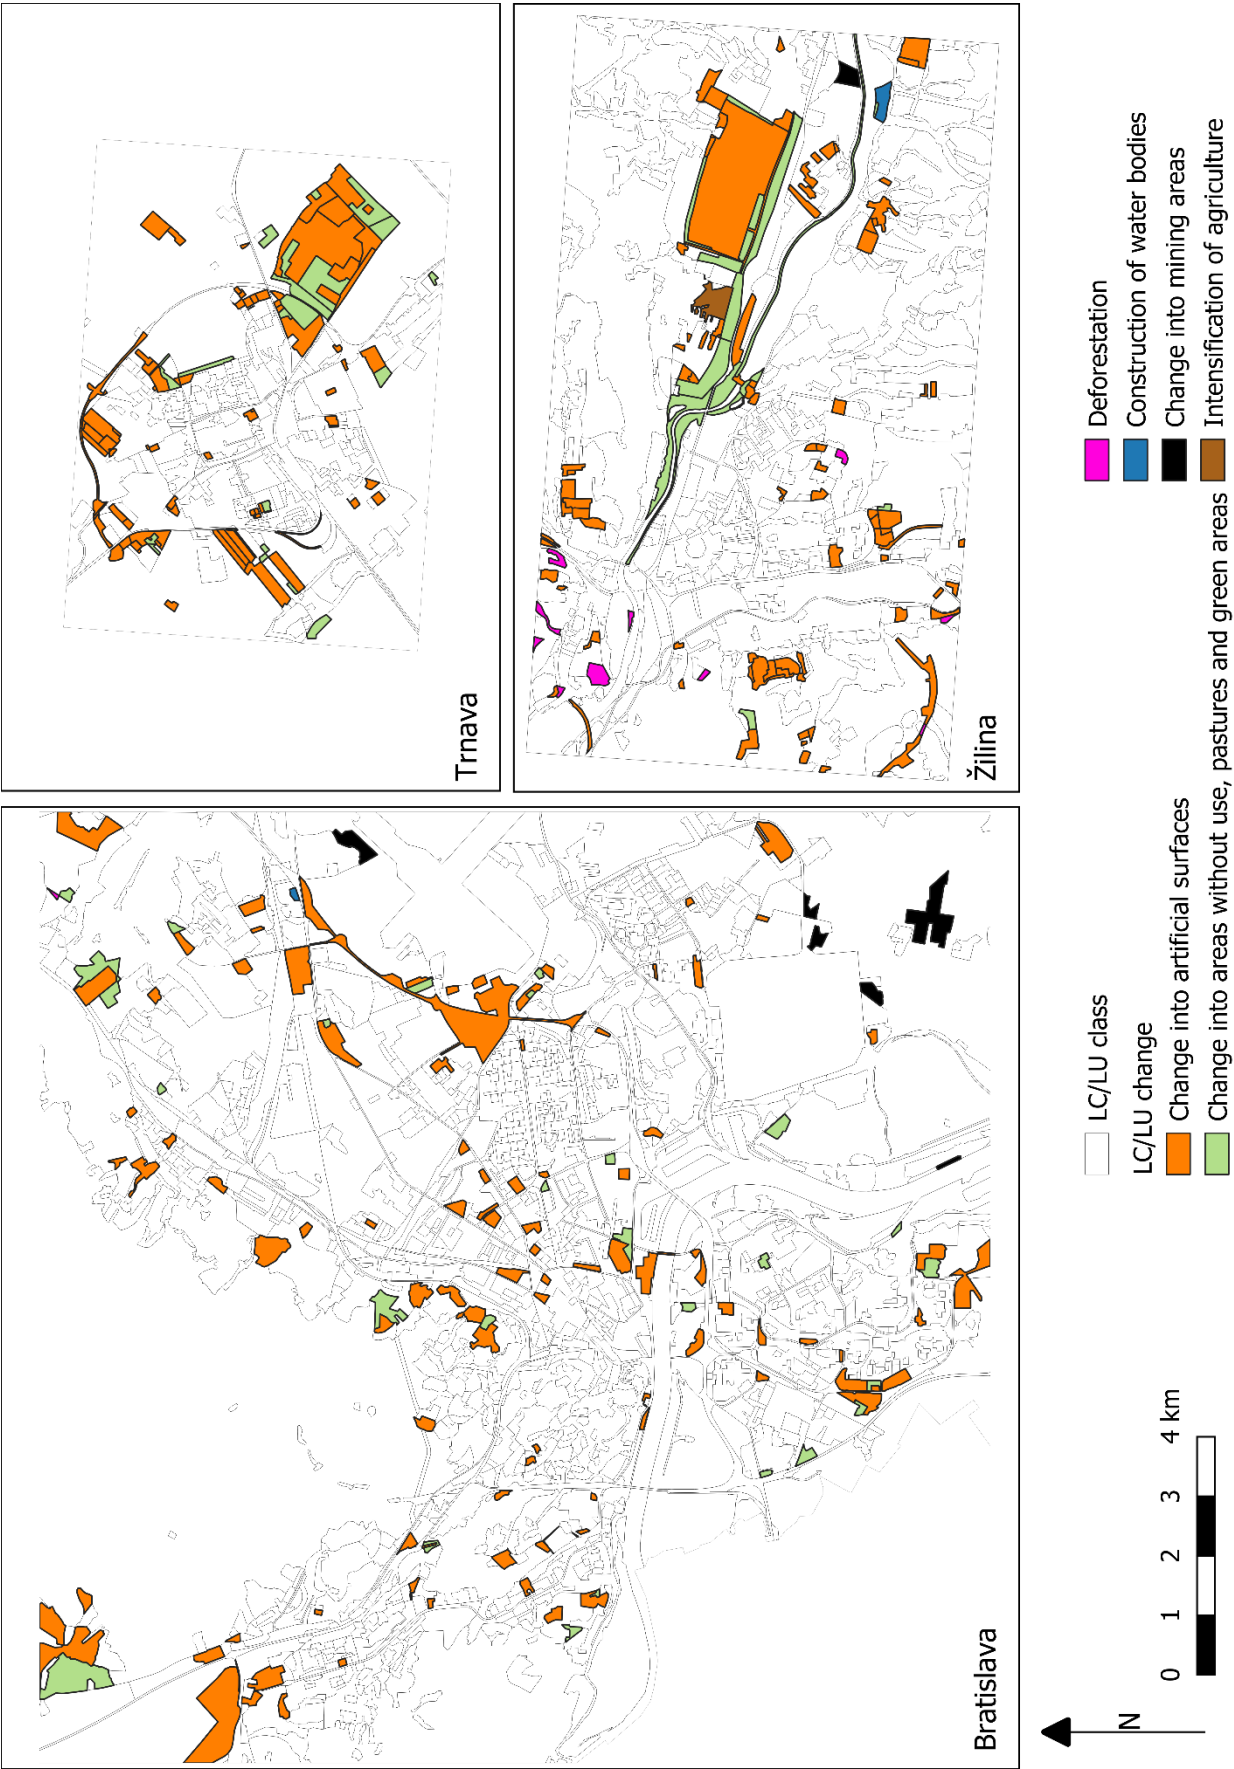 Trnava
Žilina
Bratislava
N
0 1 2 3 4 km
LC/LU class
LC/LU change
Change into artificial surfaces
Change into areas without use, pastures and green areas
Deforestation
Construction of water bodies
Change into mining areas
Intensification of agriculture